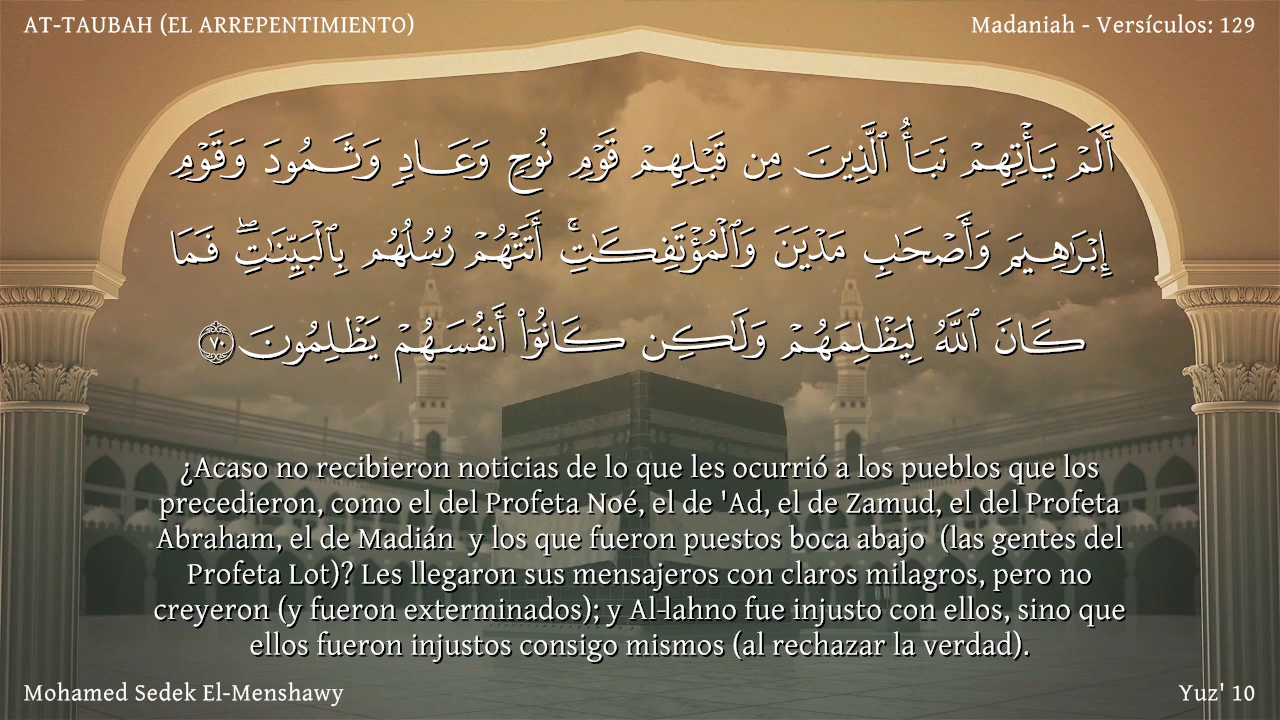 AT-TAUBAH (EL ARREPENTIMIENTO)
Madaniah - Versículos: 129
أَلَمْ يَأْتِهِمْ نَبَأُ ٱلَّذِينَ مِن قَبْلِهِمْ قَوْمِ نُوحٍ وَعَادٍ وَثَمُودَ وَقَوْمِ
إِبْرَٰهِيمَ وَأَصْحَٰبِ مَدْيَنَ وَٱلْمُؤْتَفِكَٰتِ ۚ أَتَتْهُمْ رُسُلُهُم بِٱلْبَيِّنَٰتِ ۖ فَمَا
كَانَ ٱللَّهُ لِيَظْلِمَهُمْ وَلَٰكِن كَانُوٓا۟ أَنفُسَهُمْ يَظْلِمُونَ ٧٠
¿Acaso no recibieron noticias de lo que les ocurrió a los pueblos que los
precedieron, como el del Profeta Noé, el de 'Ad, el de Zamud, el del Profeta
Abraham, el de Madián  y los que fueron puestos boca abajo  (las gentes del
Profeta Lot)? Les llegaron sus mensajeros con claros milagros, pero no
creyeron (y fueron exterminados); y Al-lahno fue injusto con ellos, sino que
ellos fueron injustos consigo mismos (al rechazar la verdad).
Mohamed Sedek El-Menshawy
Yuz' 10